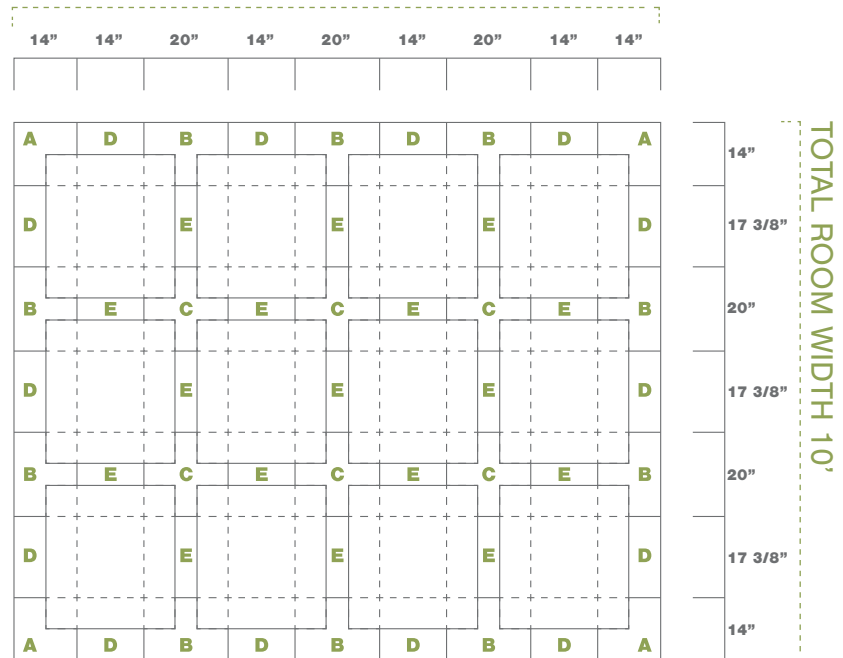 14” 14” 20” 14” 20” 14” 20” 14” 14”
A D B D B D B D A
14”
D E E E D
17 3/8”
B E C E C E C E B
20”
D E E E D
17 3/8”
B E C E C E C E B
20”
D E E E D
17 3/8”
14”
A D B D B D B D A
TOTAL ROOM WIDTH 10’